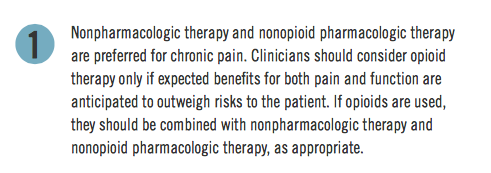 1
Nonpharmacologic therapy and nonopioid pharmacologic therapy
are preferred for chronic pain. Clinicians should consider opioid
therapy only if expected benefits for both pain and function are
anticipated to outweigh risks to the patient. If opioids are used,
they should be combined with nonpharmacologic therapy and
nonopioid pharmacologic therapy, as appropriate.